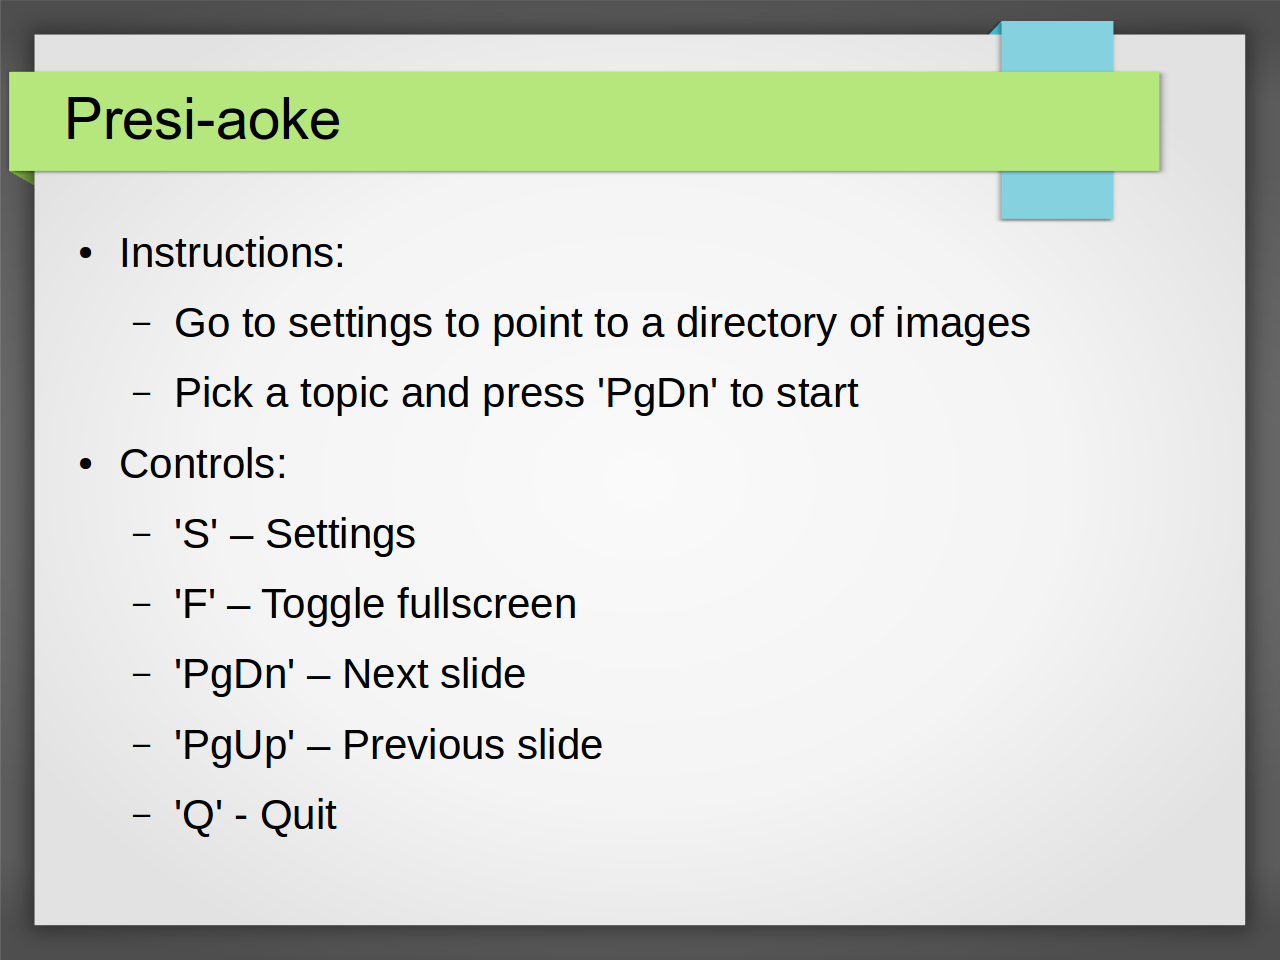 Presi-aoke
• Instructions:
– Go to settings to point to a directory of images
– Pick a topic and press 'PgDn' to start
• Controls:
– 'S' – Settings
– 'F' – Toggle fullscreen
– 'PgDn' – Next slide
– 'PgUp' – Previous slide
– 'Q' - Quit